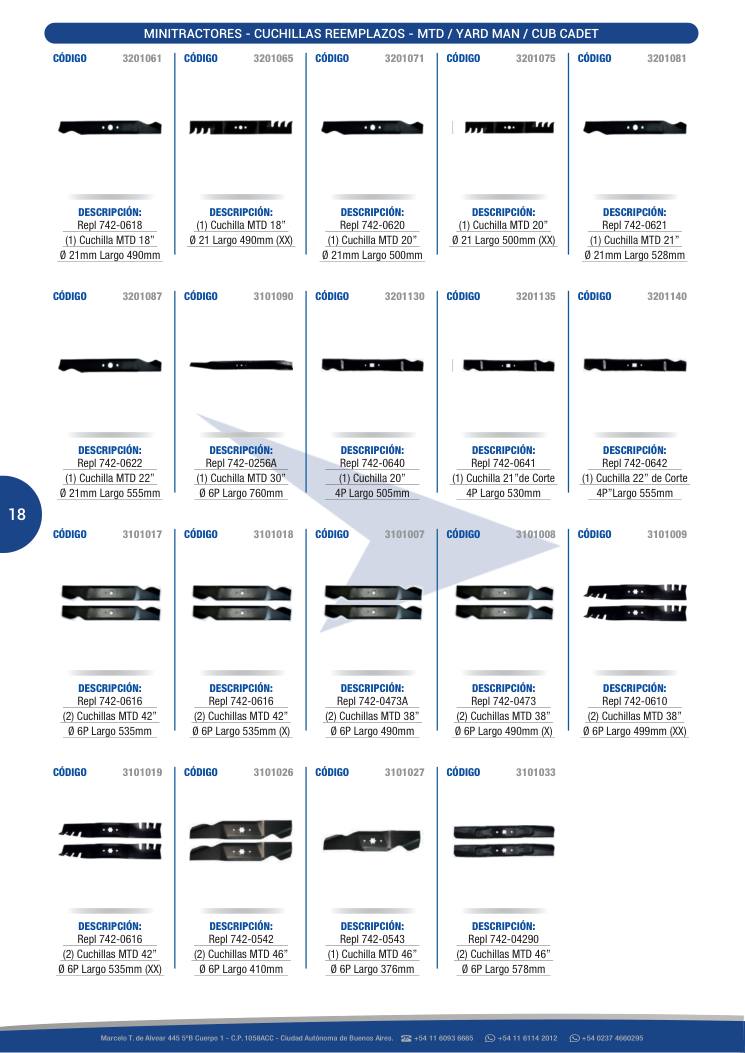 MINITRACTORES - CUCHILLAS REEMPLAZOS - MTD / YARD MAN / CUB CADET
CÓDIGO 3201061
CÓDIGO 3201065
CÓDIGO 3201071
CÓDIGO 3201075
CÓDIGO 3201081
DESCRIPCIÓN:
Repl 742-0618
(1) Cuchilla MTD 18”
Ø 21mm Largo 490mm
DESCRIPCIÓN:
(1) Cuchilla MTD 18”
Ø 21 Largo 490mm (XX)
DESCRIPCIÓN:
Repl 742-0620
(1) Cuchilla MTD 20”
Ø 21mm Largo 500mm
DESCRIPCIÓN:
(1) Cuchilla MTD 20”
Ø 21 Largo 500mm (XX)
DESCRIPCIÓN:
Repl 742-0621
(1) Cuchilla MTD 21”
Ø 21mm Largo 528mm
CÓDIGO 3201087
CÓDIGO 3101090
CÓDIGO 3201130
CÓDIGO 3201135
CÓDIGO 3201140
DESCRIPCIÓN:
Repl 742-0622
(1) Cuchilla MTD 22”
Ø 21mm Largo 555mm
DESCRIPCIÓN:
Repl 742-0256A
(1) Cuchilla MTD 30”
Ø 6P Largo 760mm
DESCRIPCIÓN:
Repl 742-0640
(1) Cuchilla 20”
4P Largo 505mm
DESCRIPCIÓN:
Repl 742-0641
(1) Cuchilla 21”de Corte
4P Largo 530mm
DESCRIPCIÓN:
Repl 742-0642
(1) Cuchilla 22” de Corte
4P”Largo 555mm
18
CÓDIGO 3101017
CÓDIGO 3101018
CÓDIGO 3101007
CÓDIGO 3101008
CÓDIGO 3101009
DESCRIPCIÓN:
Repl 742-0616
(2) Cuchillas MTD 42”
Ø 6P Largo 535mm
DESCRIPCIÓN:
Repl 742-0616
(2) Cuchillas MTD 42”
Ø 6P Largo 535mm (X)
DESCRIPCIÓN:
Repl 742-0473A
(2) Cuchillas MTD 38”
Ø 6P Largo 490mm
DESCRIPCIÓN:
Repl 742-0473
(2) Cuchillas MTD 38”
Ø 6P Largo 490mm (X)
DESCRIPCIÓN:
Repl 742-0610
(2) Cuchillas MTD 38”
Ø 6P Largo 499mm (XX)
CÓDIGO 3101019
CÓDIGO 3101026
CÓDIGO 3101027
CÓDIGO 3101033
DESCRIPCIÓN:
Repl 742-0616
(2) Cuchillas MTD 42”
Ø 6P Largo 535mm (XX)
DESCRIPCIÓN:
Repl 742-0542
(2) Cuchillas MTD 46”
Ø 6P Largo 410mm
DESCRIPCIÓN:
Repl 742-0543
(1) Cuchilla MTD 46”
Ø 6P Largo 376mm
DESCRIPCIÓN:
Repl 742-04290
(2) Cuchillas MTD 46”
Ø 6P Largo 578mm
Marcelo T. de Alvear 445 5ºB Cuerpo 1 - C.P. 1058ACC - Ciudad Autónoma de Buenos Aires. +54 11 6093 6665 +54 11 6114 2012 +54 0237 4660295